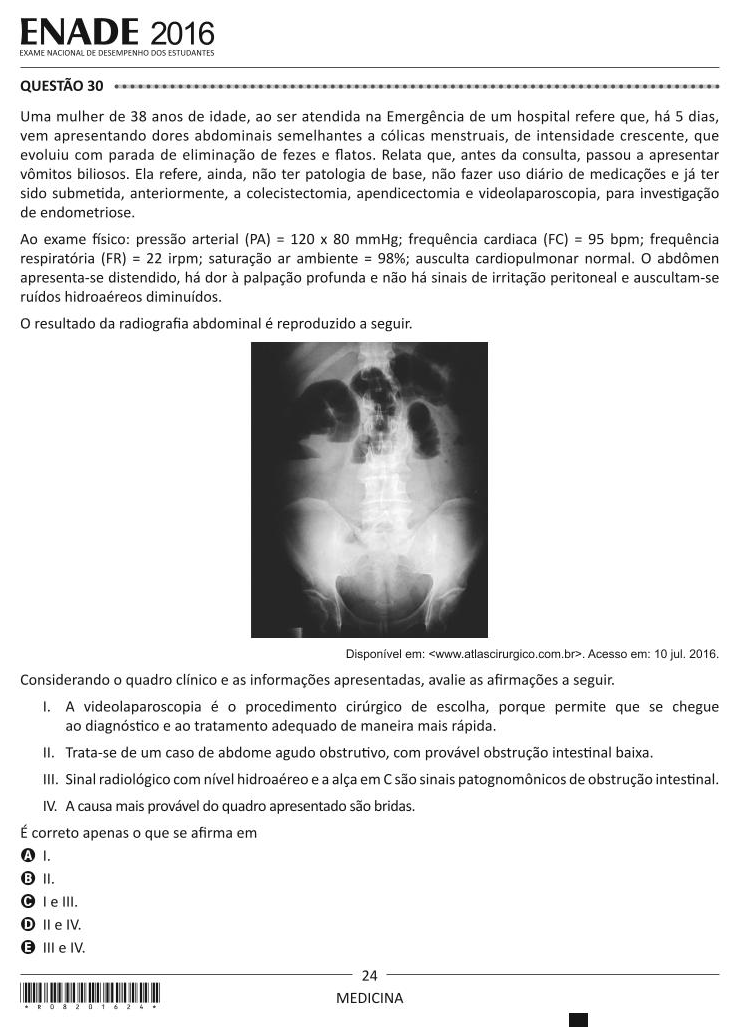 ENADE 2016
EXAME NACIONAL DE DESEMPENHO DOS ESTUDANTES
QUESTÃO 30
Uma mulher de 38 anos de idade, ao ser atendida na Emergência de um hospital refere que, há 5 dias,
vem apresentando dores abdominais semelhantes a cólicas menstruais, de intensidade crescente, que
evoluiu com parada de eliminação de fezes e flatos. Relata que, antes da consulta, passou a apresentar
vômitos biliosos. Ela refere, ainda, não ter patologia de base, não fazer uso diário de medicações e já ter
sido submetida, anteriormente, a colecistectomia, apendicectomia e videolaparoscopia, para investigação
de endometriose.
Ao exame físico: pressão arterial (PA) = 120 x 80 mmHg; frequência cardiaca (FC) = 95 bpm; frequência
respiratória (FR) = 22 irpm; saturação ar ambiente = 98%; ausculta cardiopulmonar normal. O abdômen
apresenta-se distendido, há dor à palpação profunda e não há sinais de irritação peritoneal e auscultam-se
ruídos hidroaéreos diminuídos.
O resultado da radiografia abdominal é reproduzido a seguir.
Disponível em: <www.atlascirurgico.com.br>. Acesso em: 10 jul. 2016.
Considerando o quadro clínico e as informações apresentadas, avalie as afirmações a seguir.
I. A videolaparoscopia é o procedimento cirúrgico de escolha, porque permite que se chegue
ao diagnóstico e ao tratamento adequado de maneira mais rápida.
II. Trata-se de um caso de abdome agudo obstrutivo, com provável obstrução intestinal baixa.
III. Sinal radiológico com nível hidroaéreo e a alça em C são sinais patognomônicos de obstrução intestinal.
IV. A causa mais provável do quadro apresentado são bridas.
É correto apenas o que se afirma em
A I.
B II.
C I e III.
D II e IV.
E III e IV.
24
MEDICINA
* R 0 8 2 0 1 6 2 4 *